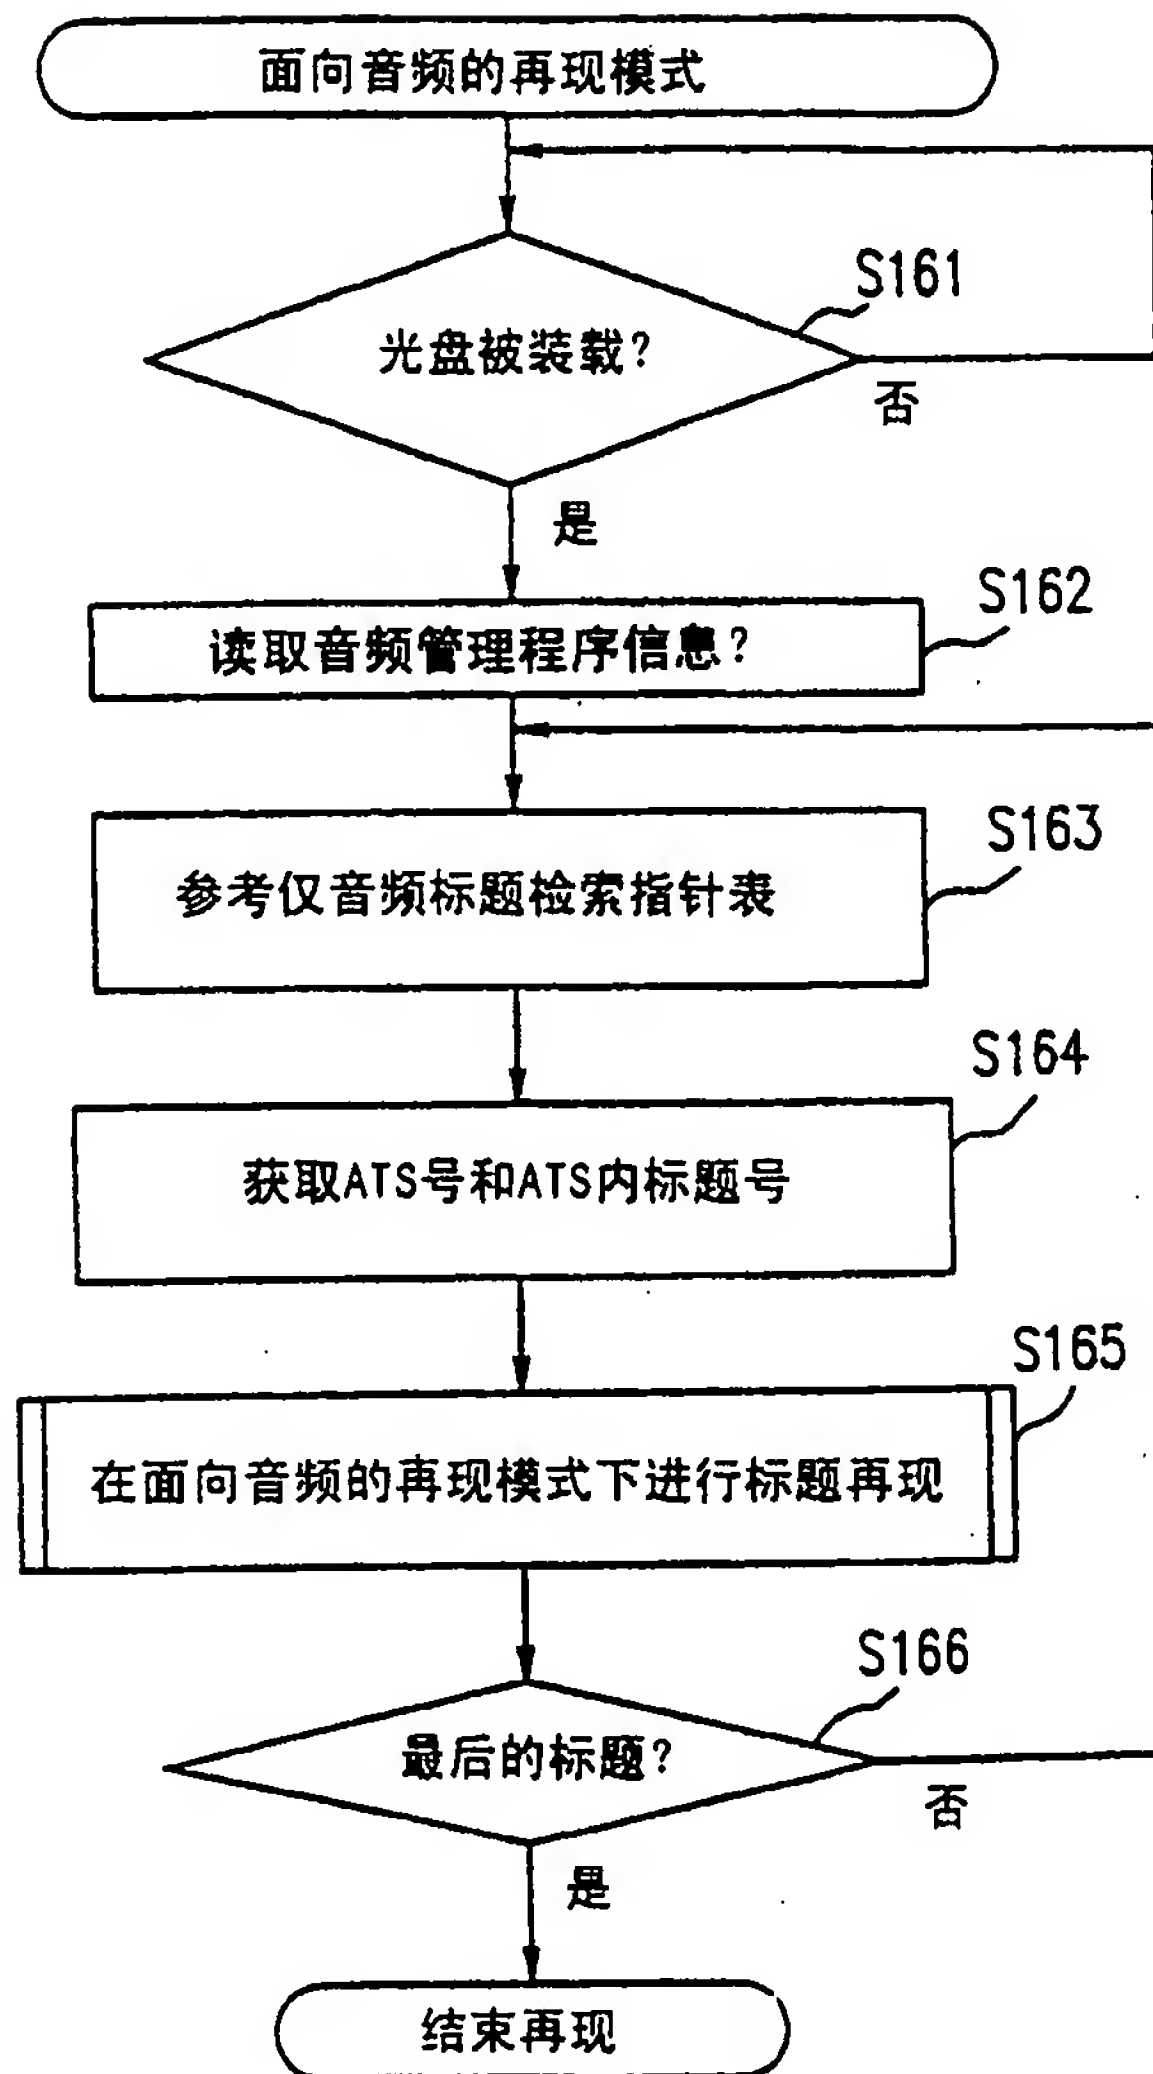 面向音频的再现模式
S161
光盘被装载?
否
是
S162
读取音频管理程序信息?
S163
参考仅音频标题检索指针表
S164
获取ATS号和ATS内标题号
S165
在面向音频的再现模式下进行标题再现
S166
最后的标题?
否
是
结束再现